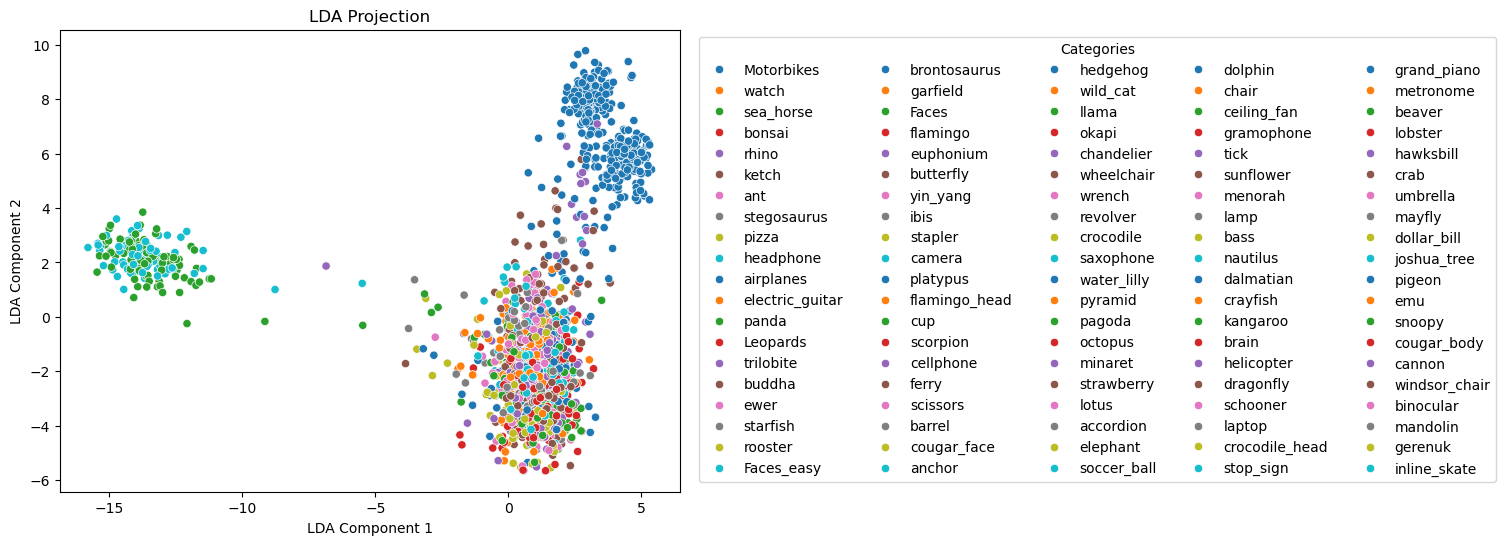 LDA Projection
10
8
6
4
2
0
−2
−4
−6
LDA Component 2
−15 −10 −5 0 5
LDA Component 1
Categories
Motorbikes brontosaurus hedgehog dolphin grand_piano
watch garfield wild_cat chair metronome
sea_horse Faces llama ceiling_fan beaver
bonsai flamingo okapi gramophone lobster
rhino euphonium chandelier tick hawksbill
ketch butterfly wheelchair sunflower crab
ant yin_yang wrench menorah umbrella
stegosaurus ibis revolver lamp mayfly
pizza stapler crocodile bass dollar_bill
headphone camera saxophone nautilus joshua_tree
airplanes platypus water_lilly dalmatian pigeon
electric_guitar flamingo_head pyramid crayfish emu
panda cup pagoda kangaroo snoopy
Leopards scorpion octopus brain cougar_body
trilobite cellphone minaret helicopter cannon
buddha ferry strawberry dragonfly windsor_chair
ewer scissors lotus schooner binocular
starfish barrel accordion laptop mandolin
rooster cougar_face elephant crocodile_head gerenuk
Faces_easy anchor soccer_ball stop_sign inline_skate